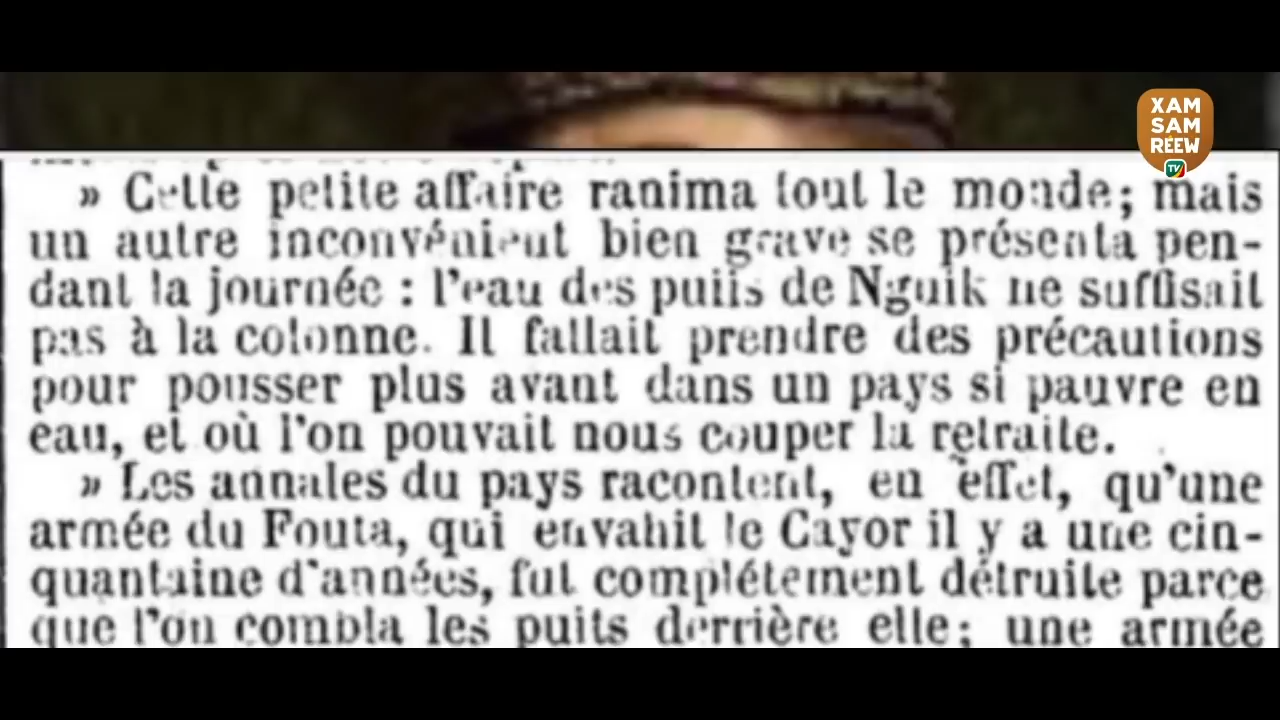 XAM
SAM
REEW
TV
» Cette petite affaire ranima tout le monde; mais
un autre inconvénient bien grave se présenta pen-
dant la journée : l'eau des puits de Nguik ne suffisait
pas à la colonne. Il fallait prendre des précautions
pour pousser plus avant dans un pays si pauvre en
eau, et où l'on pouvait nous couper la retraite.
» Les annales du pays racontent, en effet, qu'une
armée du Fouta, qui envahit le Cayor il y a une cin-
quantaine d'années, fut complétement détruite parce
que l'on combla les puits derrière elle; une armée